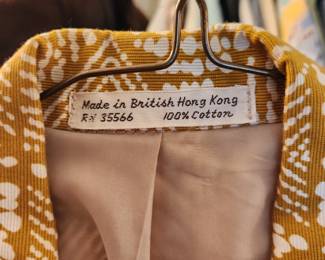 Made in British Hong Kong
RN 35566 100% Cotton